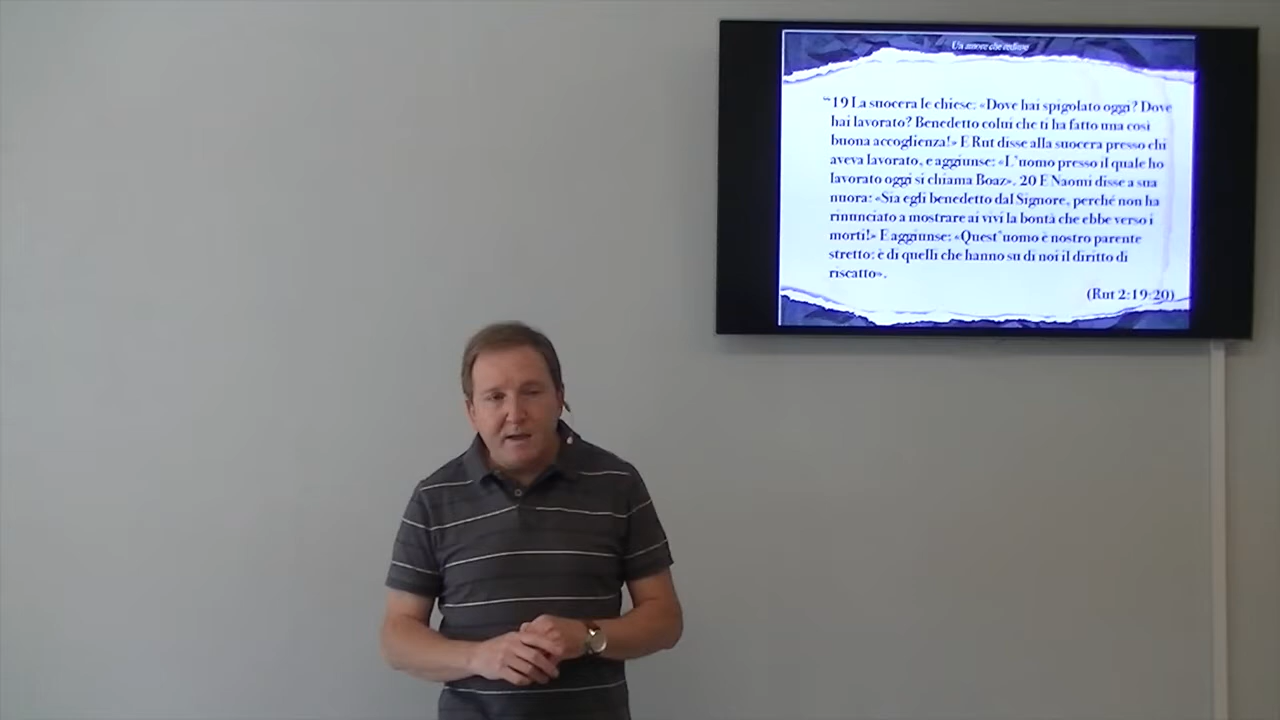 Un amore che redime
“19 La suocera le chiese: «Dove hai spigolato oggi? Dove
hai lavorato? Benedetto colui che ti ha fatto una così
buona accoglienza!» E Rut disse alla suocera presso chi
aveva lavorato, e aggiunse: «L'uomo presso il quale ho
lavorato oggi si chiama Boaz». 20 E Naomi disse a sua
nuora: «Sia egli benedetto dal Signore, perché non ha
rinunciato a mostrare ai vivi la bontà che ebbe verso i
morti!» E aggiunse: «Quest'uomo è nostro parente
stretto: è di quelli che hanno su di noi il diritto di
riscatto».
(Rut 2:19-20)